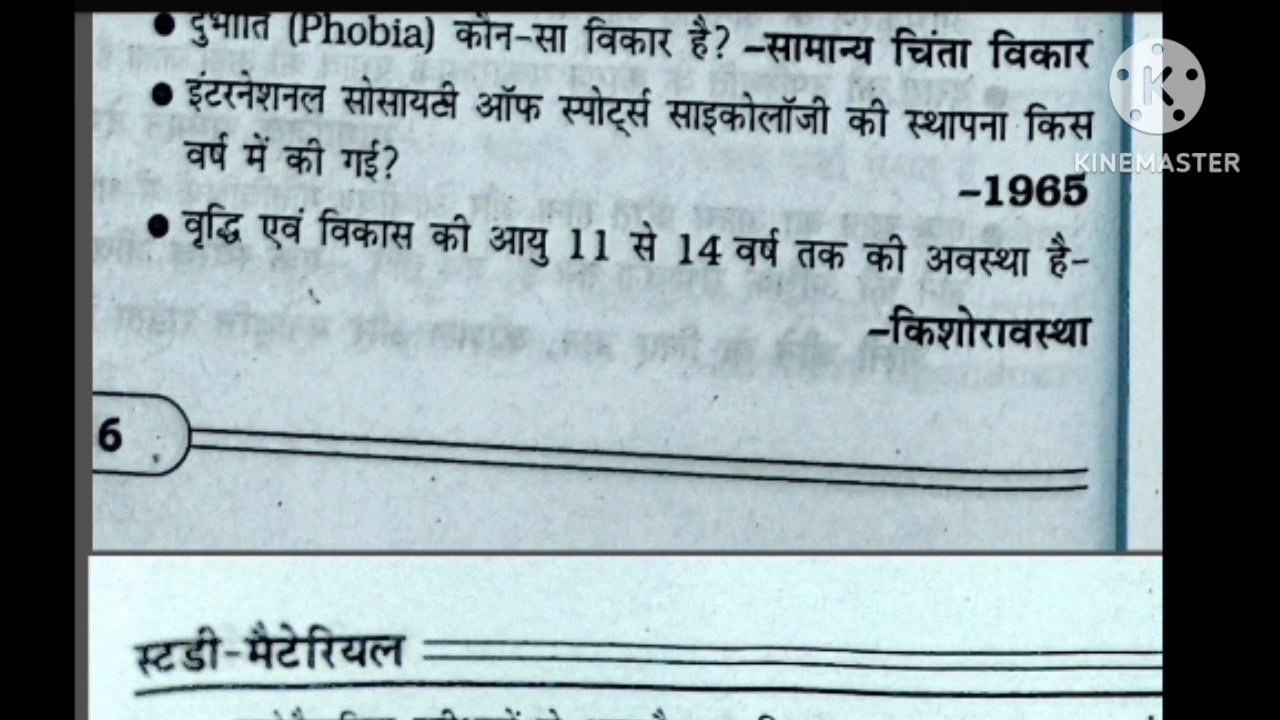 ● दुर्भीति (Phobia) कौन-सा विकार है? –सामान्य चिंता विकार
● इंटरनेशनल सोसायटी ऑफ स्पोर्ट्स साइकोलॉजी की स्थापना किस
वर्ष में की गई?
–1965
● वृद्धि एवं विकास की आयु 11 से 14 वर्ष तक की अवस्था है–
–किशोरावस्था
6
स्टडी-मैटेरियल
K
KINEMASTER